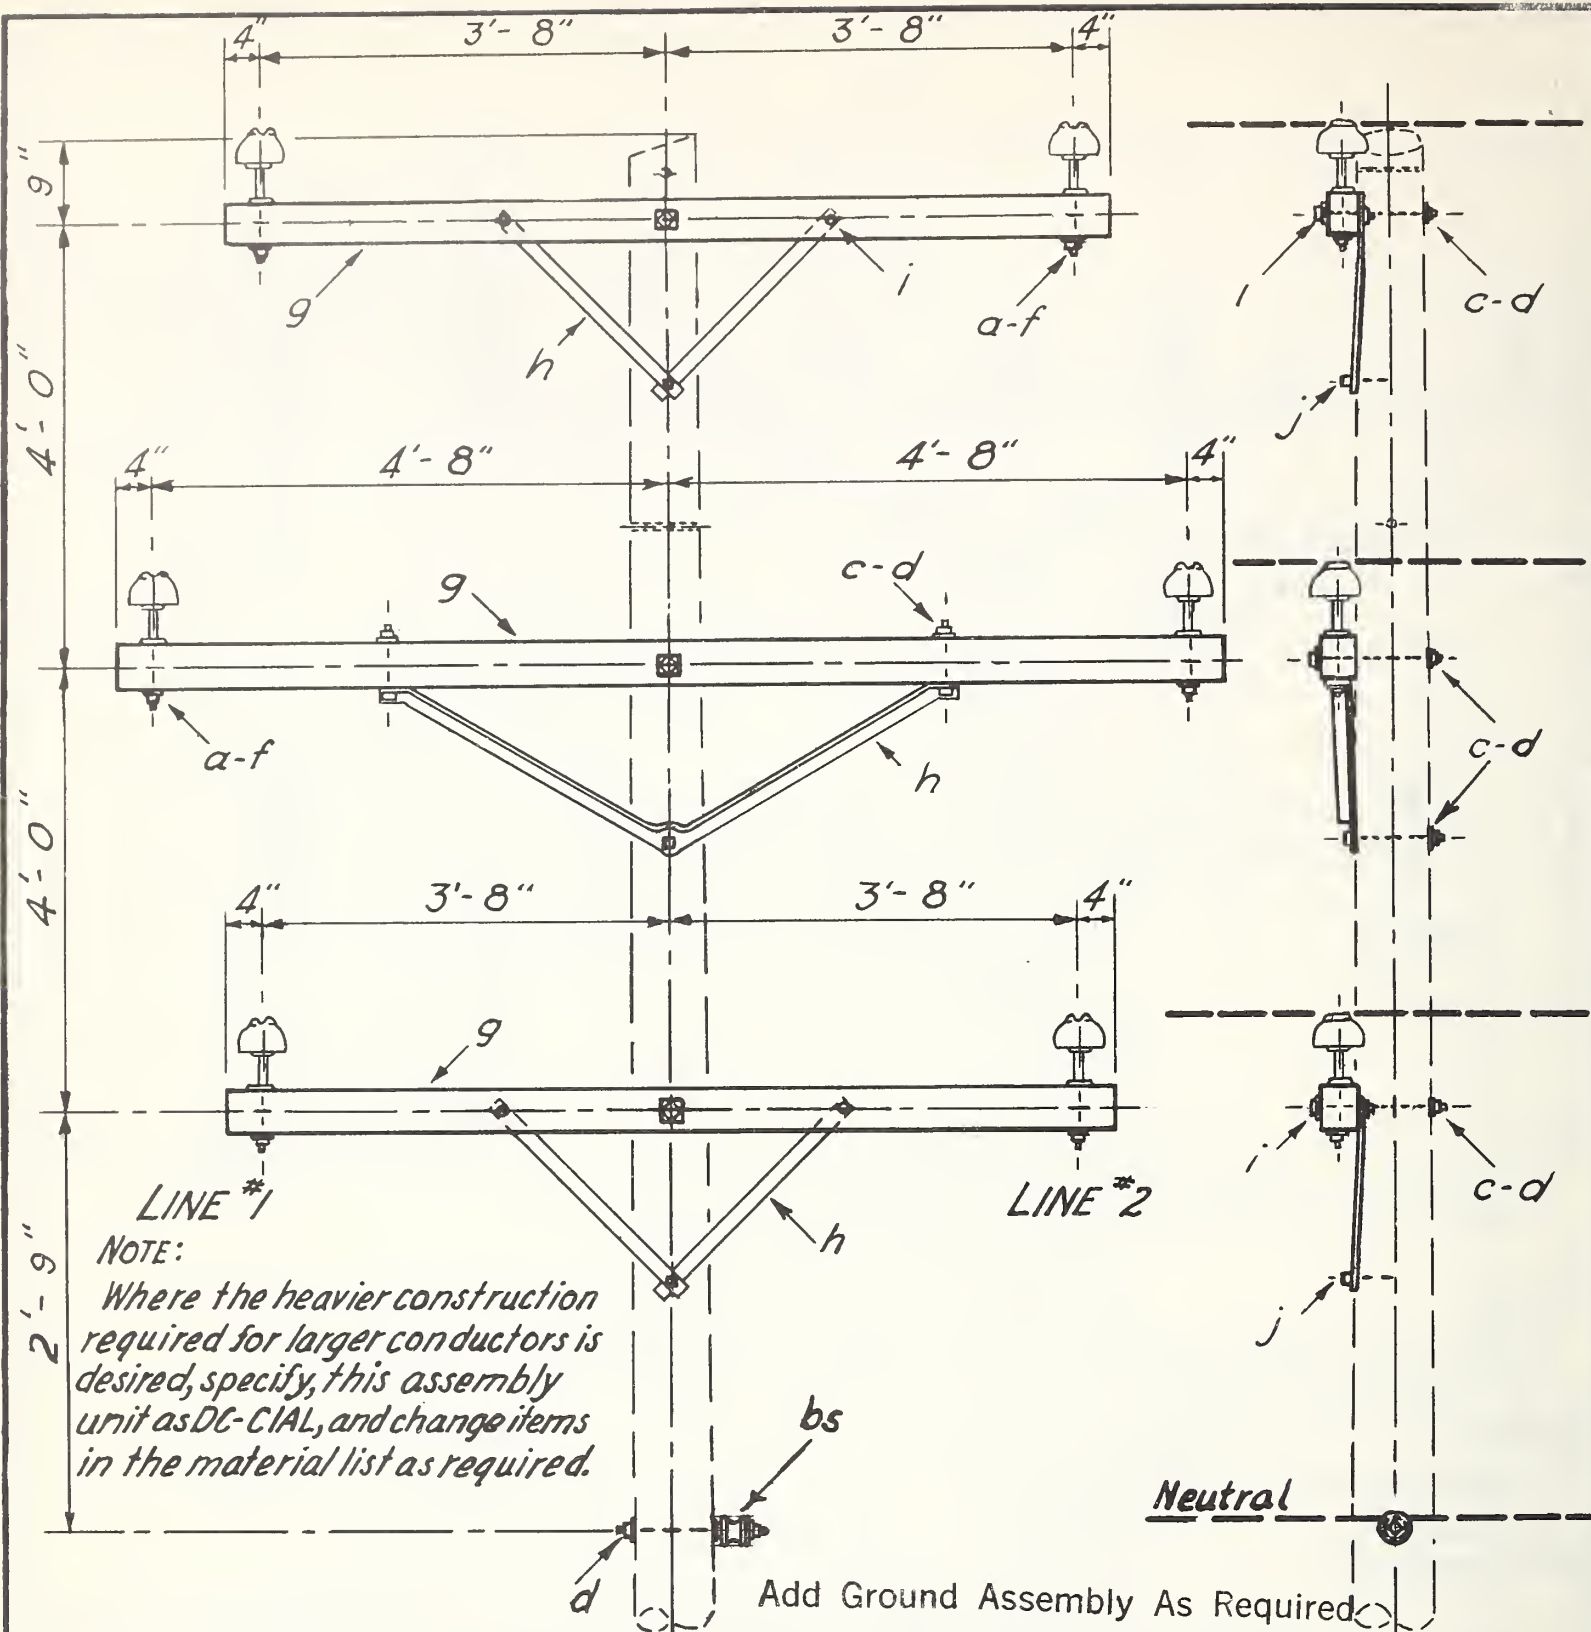 4" 3'-8" 3'-8" 4"
9"
g h i a-f i c-d
j
4'-0"
4" 4'-8" 4'-8" 4"
g c-d
a-f h c-d
4'-0"
4" 3'-8" 3'-8" 4"
g
i c-d
LINE #1 LINE #2
h
j
2'-9"
NOTE:
Where the heavier construction
required for larger conductors is
desired, specify, this assembly
unit as DC-C1AL, and change items
in the material list as required.
bs
Neutral
d
Add Ground Assembly As Required